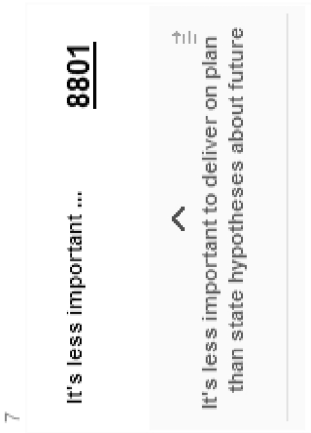 7
It's less important ...
8801
It's less important to deliver on plan
than state hypotheses about future